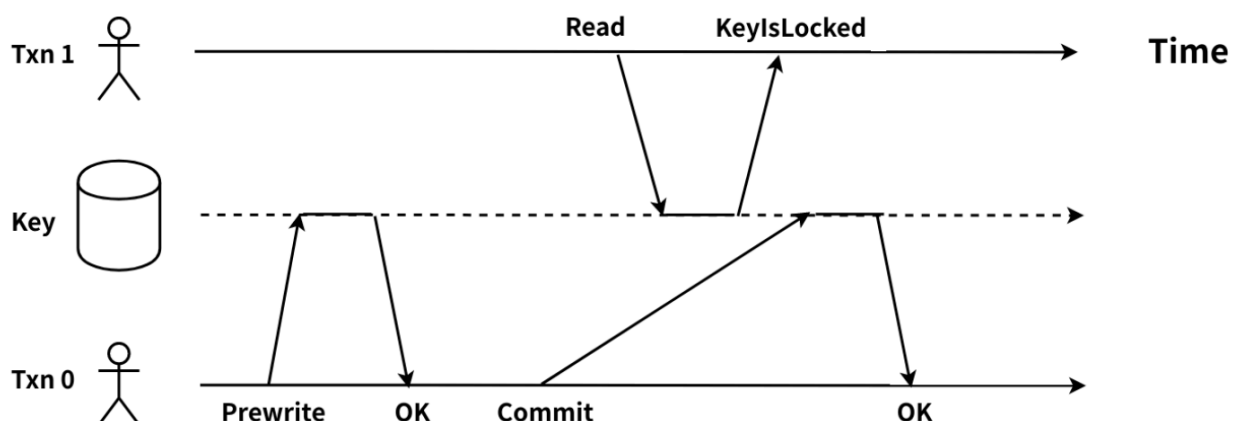 Read KeyIsLocked
Txn 1
Time
Key
Txn 0
Prewrite OK Commit OK